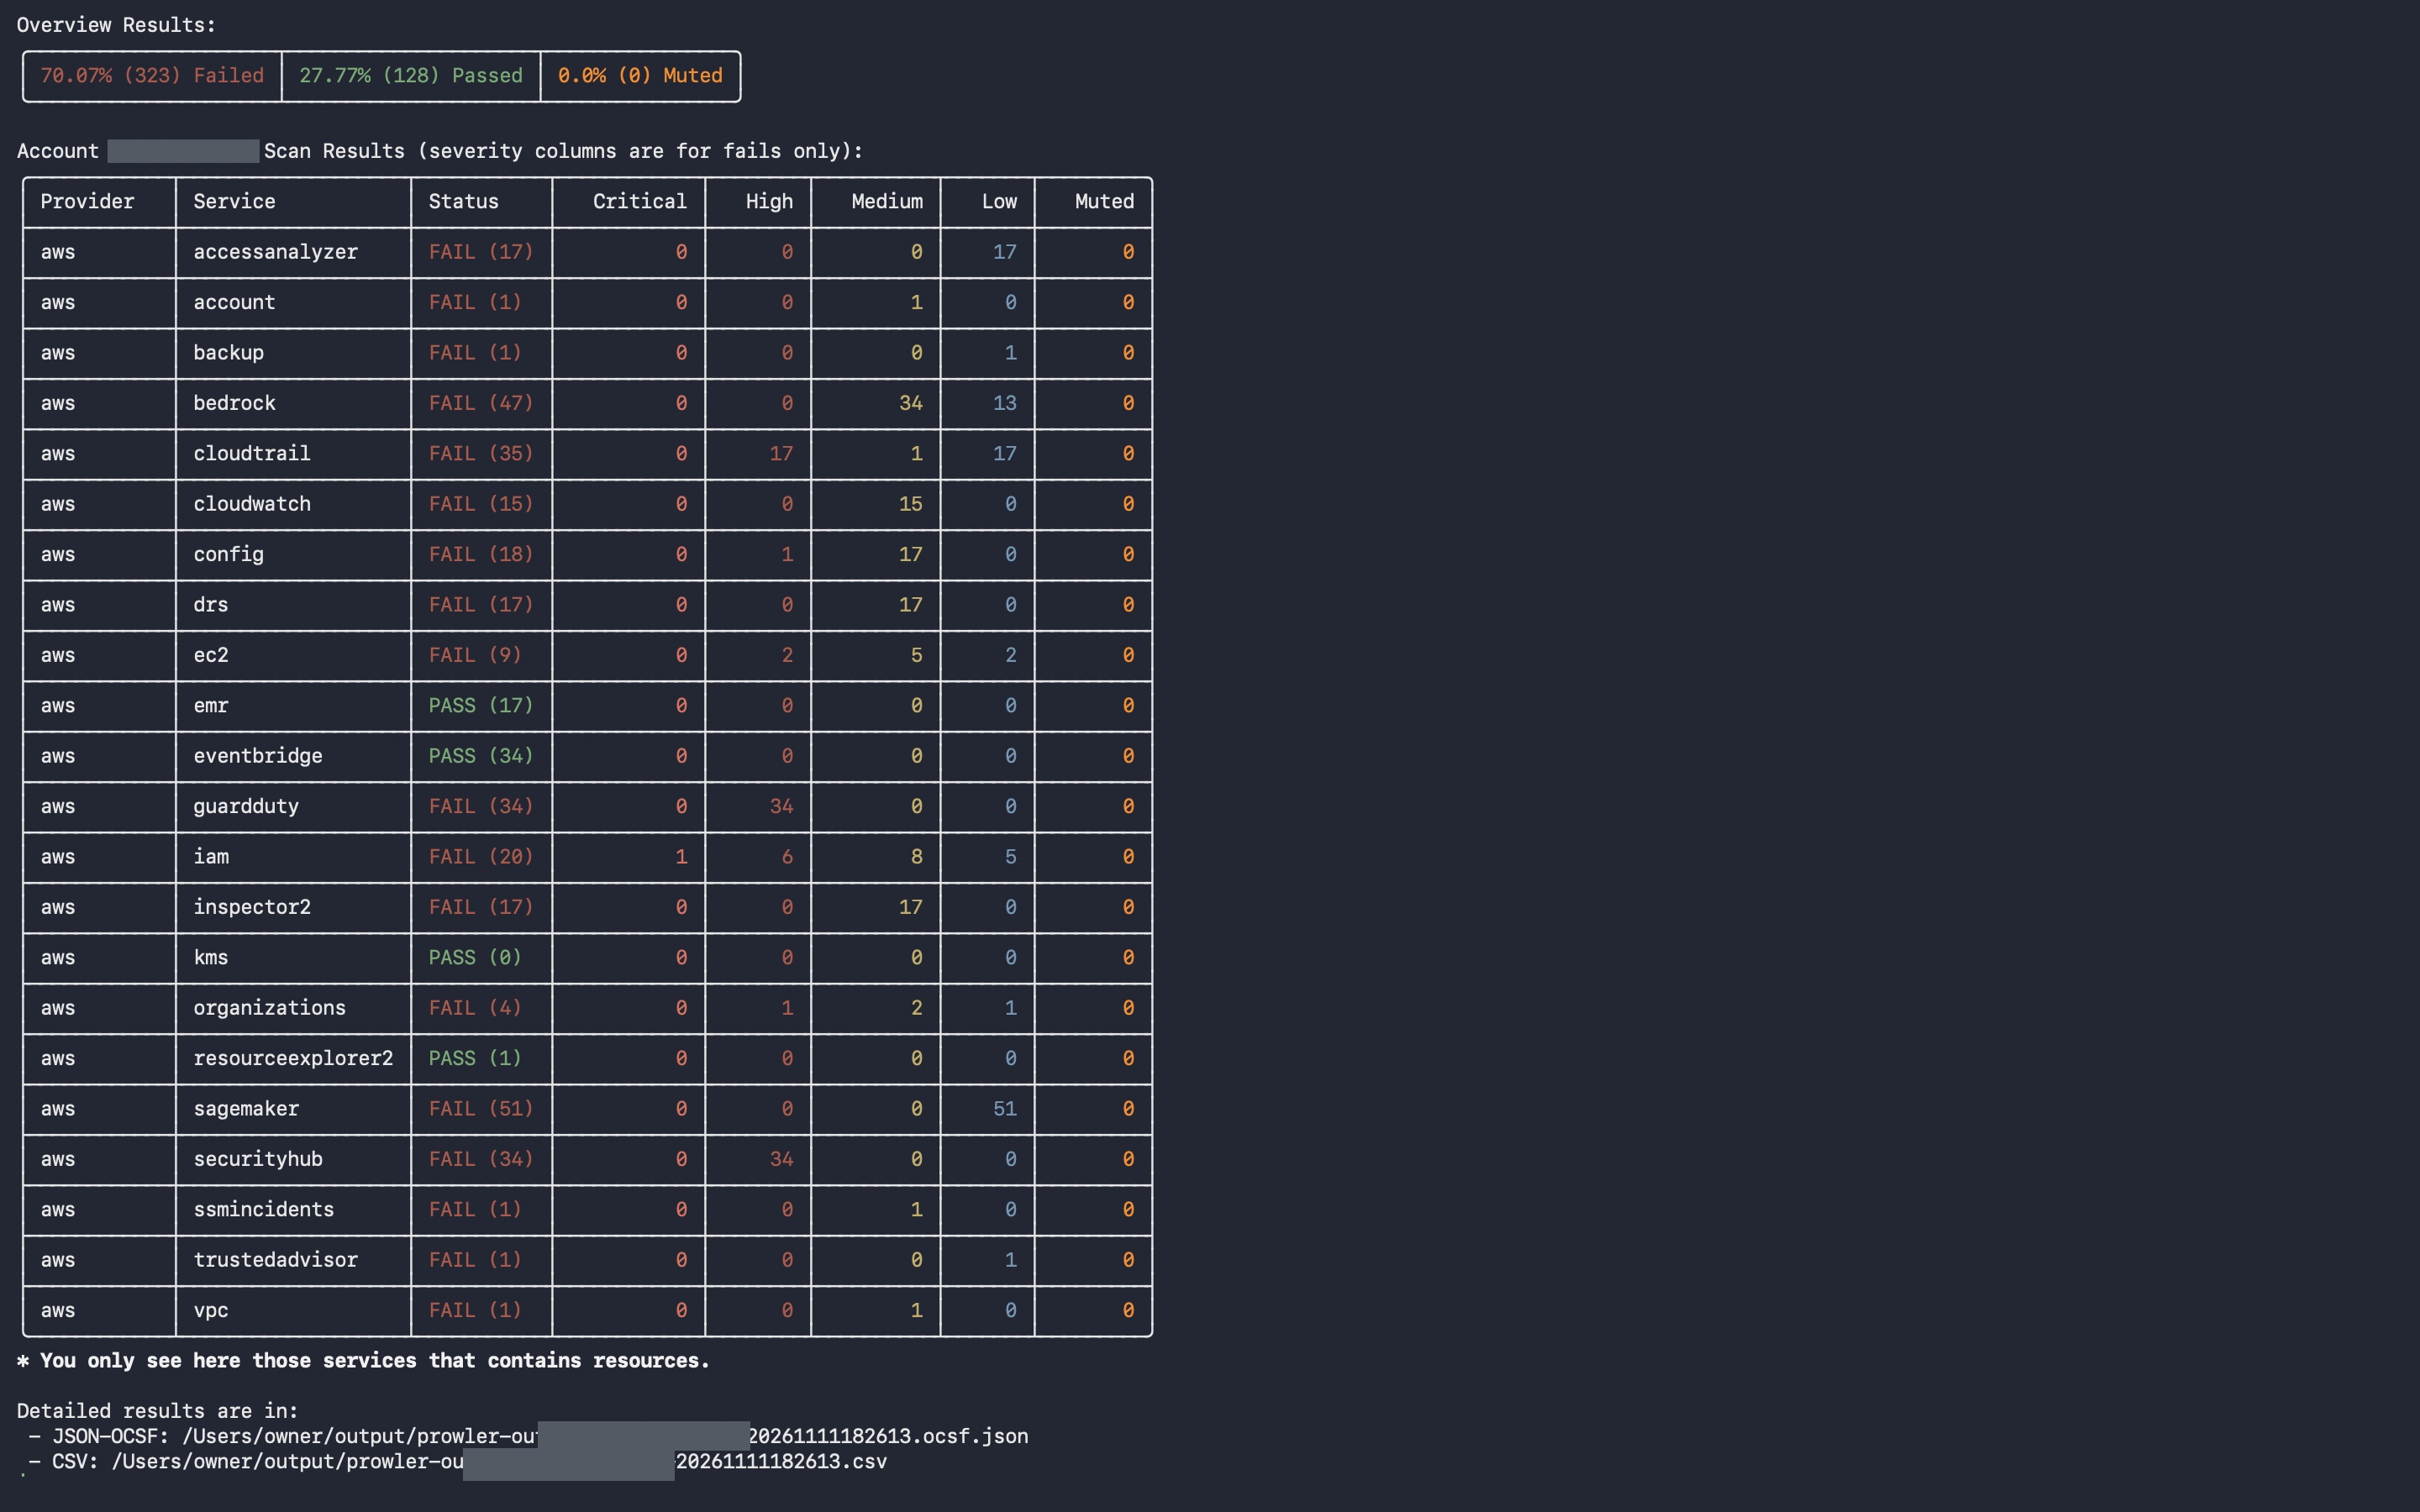 Overview Results:
70.07% (323) Failed 27.77% (128) Passed 0.0% (0) Muted
Account Scan Results (severity columns are for fails only):
Provider Service Status Critical High Medium Low Muted
aws accessanalyzer FAIL (17) 0 0 0 17 0
aws account FAIL (1) 0 0 1 0 0
aws backup FAIL (1) 0 0 0 1 0
aws bedrock FAIL (47) 0 0 34 13 0
aws cloudtrail FAIL (35) 0 17 1 17 0
aws cloudwatch FAIL (15) 0 0 15 0 0
aws config FAIL (18) 0 1 17 0 0
aws drs FAIL (17) 0 0 17 0 0
aws ec2 FAIL (9) 0 2 5 2 0
aws emr PASS (17) 0 0 0 0 0
aws eventbridge PASS (34) 0 0 0 0 0
aws guardduty FAIL (34) 0 34 0 0 0
aws iam FAIL (20) 1 6 8 5 0
aws inspector2 FAIL (17) 0 0 17 0 0
aws kms PASS (0) 0 0 0 0 0
aws organizations FAIL (4) 0 1 2 1 0
aws resourceexplorer2 PASS (1) 0 0 0 0 0
aws sagemaker FAIL (51) 0 0 0 51 0
aws securityhub FAIL (34) 0 34 0 0 0
aws ssmincidents FAIL (1) 0 0 1 0 0
aws trustedadvisor FAIL (1) 0 0 0 1 0
aws vpc FAIL (1) 0 0 1 0 0
* You only see here those services that contains resources.
Detailed results are in:
- JSON-OCSF: /Users/owner/output/prowler-out 20261111182613.ocsf.json
- CSV: /Users/owner/output/prowler-ou 20261111182613.csv